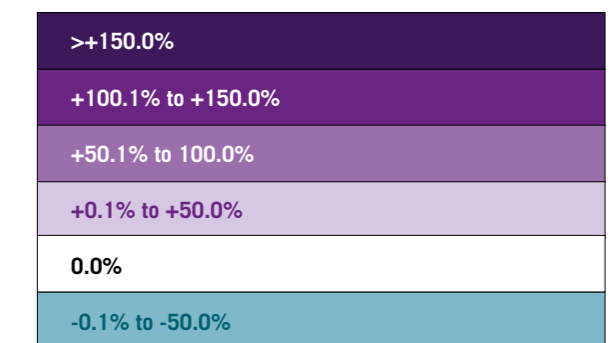 >+150.0%
+100.1% to +150.0%
+50.1% to 100.0%
+0.1% to +50.0%
0.0%
-0.1% to -50.0%